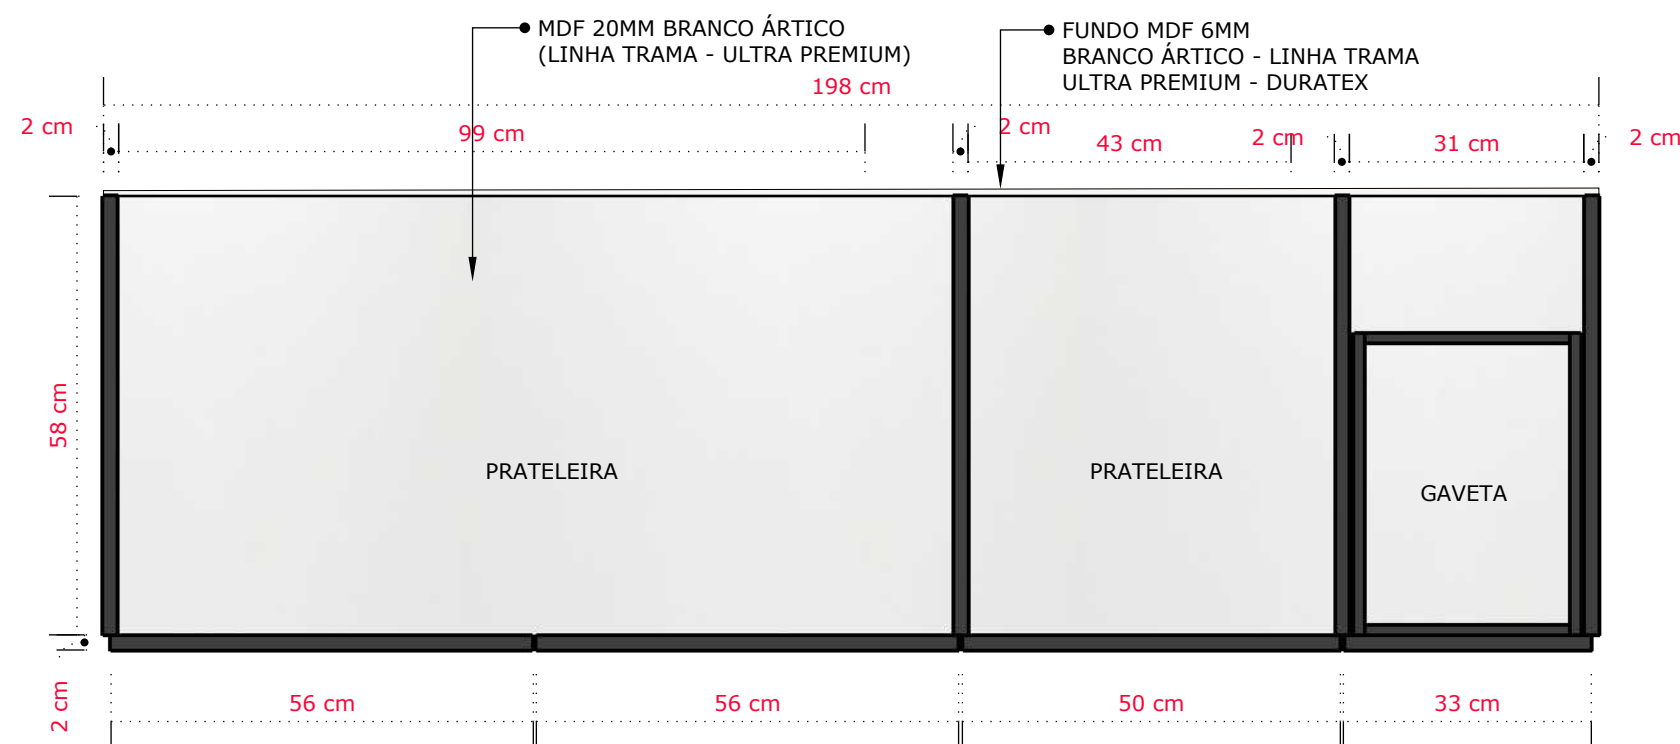 MDF 20MM BRANCO ÁRTICO
(LINHA TRAMA - ULTRA PREMIUM)
FUNDO MDF 6MM
BRANCO ÁRTICO - LINHA TRAMA
ULTRA PREMIUM - DURATEX
198 cm
2 cm
99 cm
2 cm
43 cm
2 cm
31 cm
2 cm
58 cm
PRATELEIRA
PRATELEIRA
GAVETA
2 cm
56 cm
56 cm
50 cm
33 cm